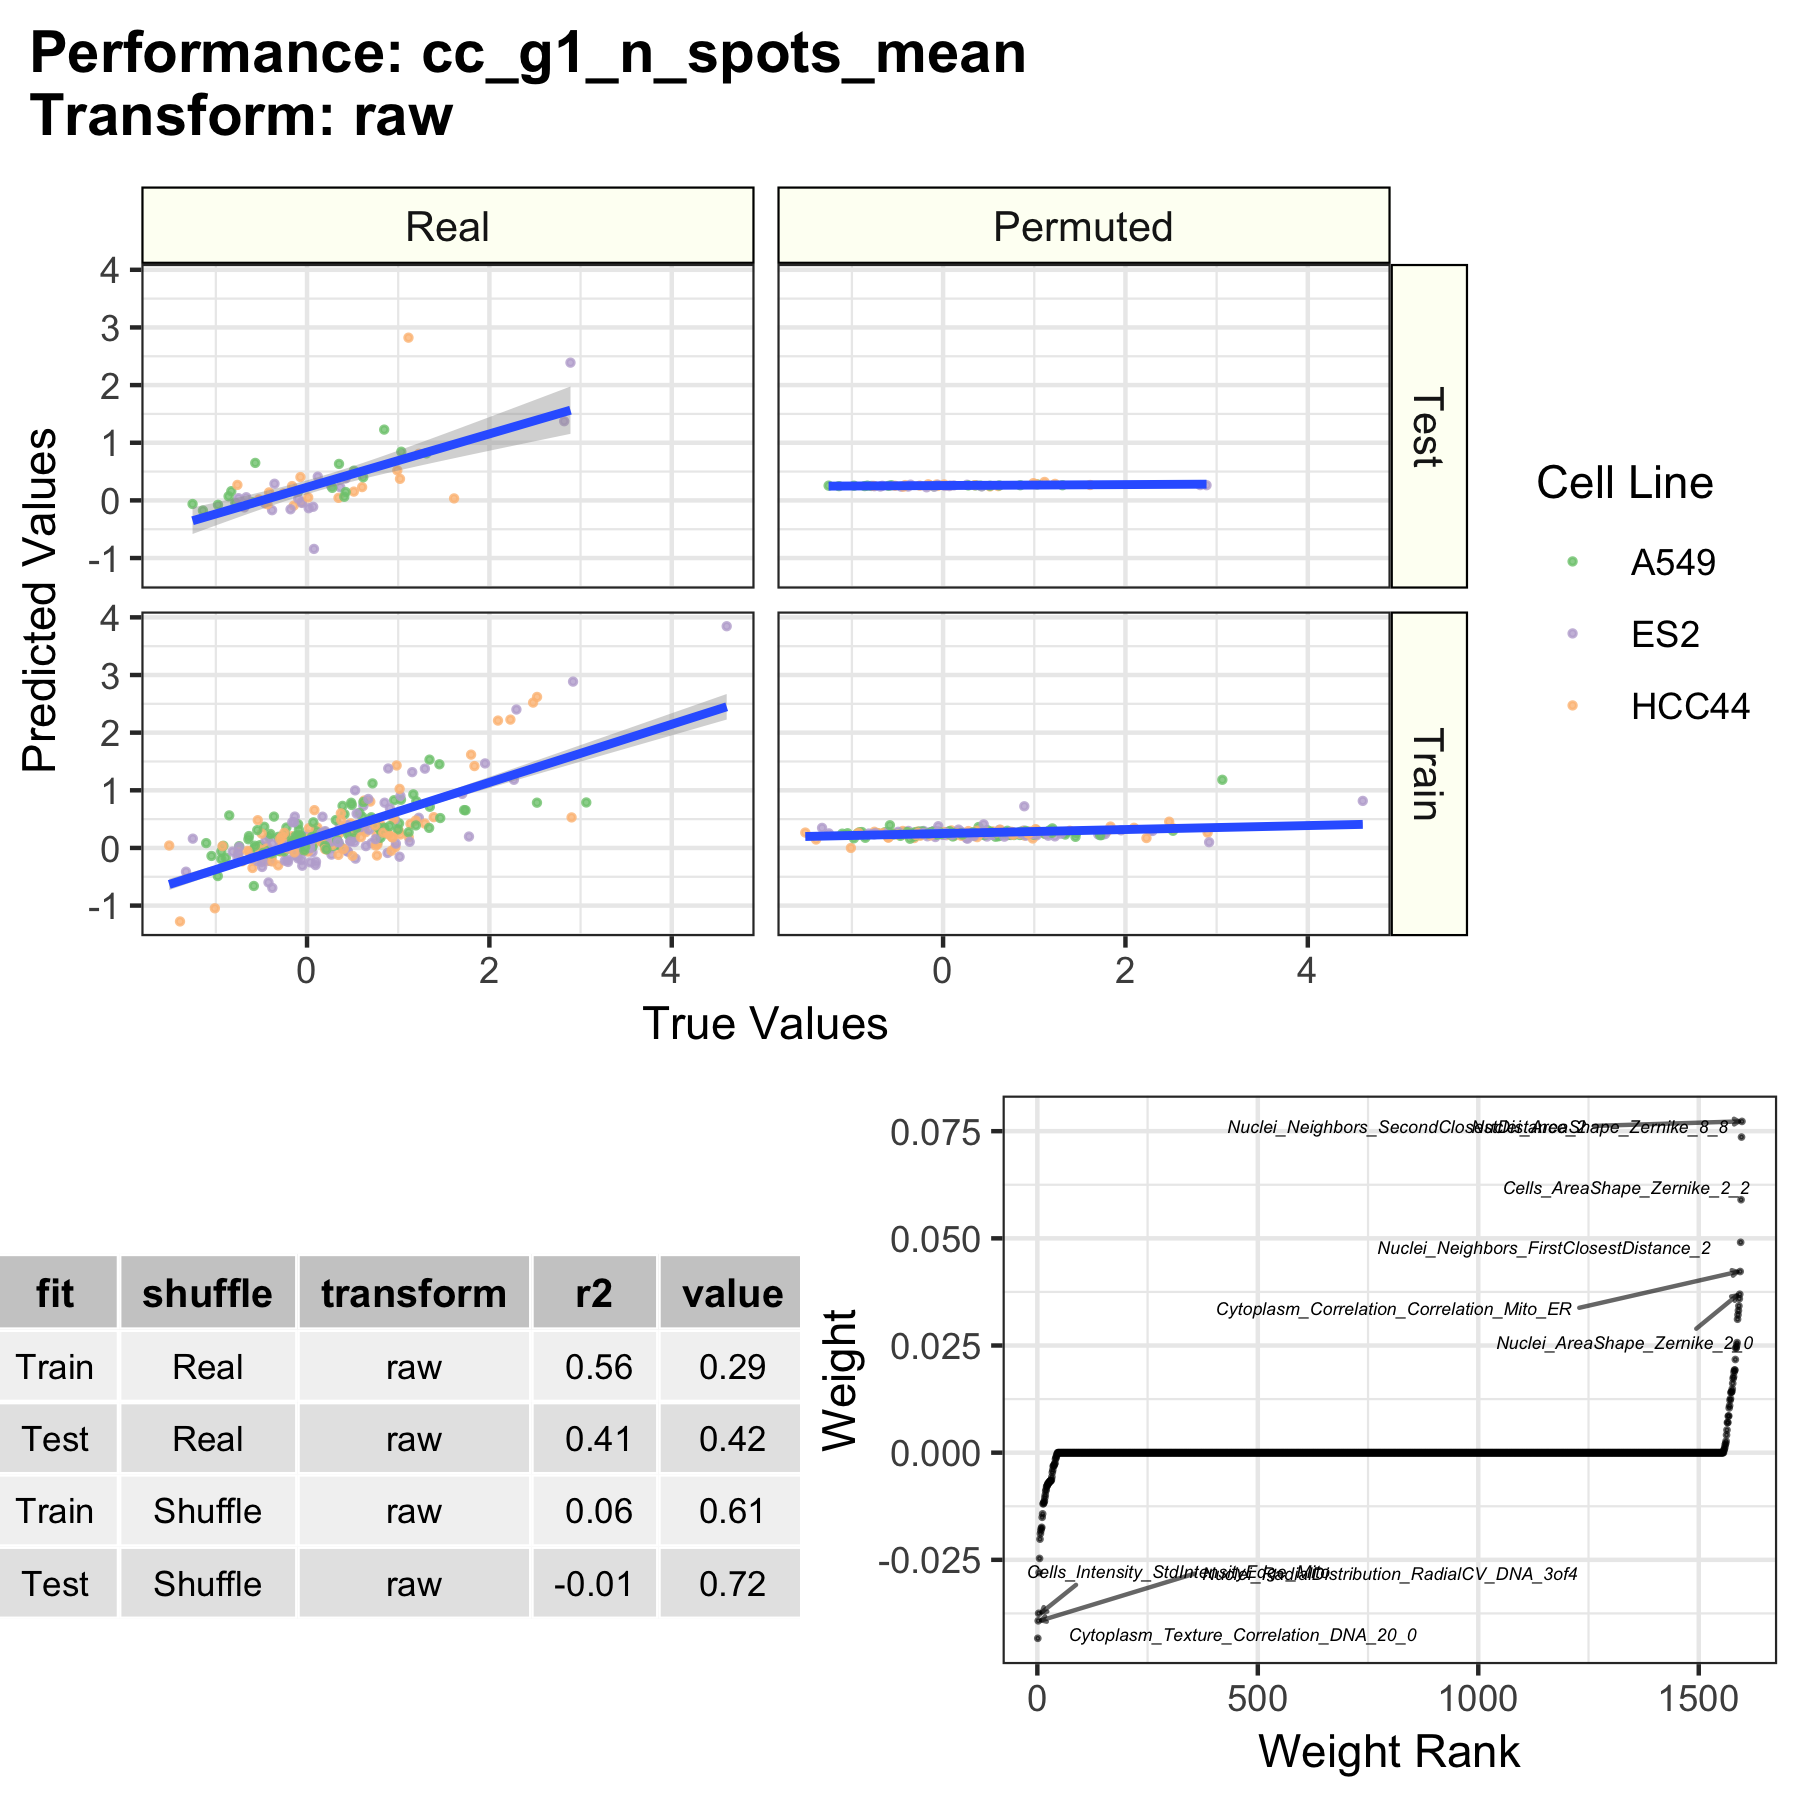 Performance: cc_g1_n_spots_mean
Transform: raw
Real
Permuted
4
3
2
1
0
-1
Test
4
3
2
1
0
-1
Train
0
2
4
0
2
4
Predicted Values
True Values
Cell Line
A549
ES2
HCC44
fit shuffle transform r2 value
Train Real raw 0.56 0.29
Test Real raw 0.41 0.42
Train Shuffle raw 0.06 0.61
Test Shuffle raw -0.01 0.72
Weight
0.075
0.050
0.025
0.000
-0.025
Nuclei_Neighbors_SecondClosestDistance_2
Nuclei_AreaShape_Zernike_8_8
Cells_AreaShape_Zernike_2_2
Nuclei_Neighbors_FirstClosestDistance_2
Cytoplasm_Correlation_Correlation_Mito_ER
Nuclei_AreaShape_Zernike_2_0
Cells_Intensity_StdIntensityEdge_Mito
Nuclei_RadialDistribution_RadialCV_DNA_3of4
Cytoplasm_Texture_Correlation_DNA_20_0
0
500
1000
1500
Weight Rank